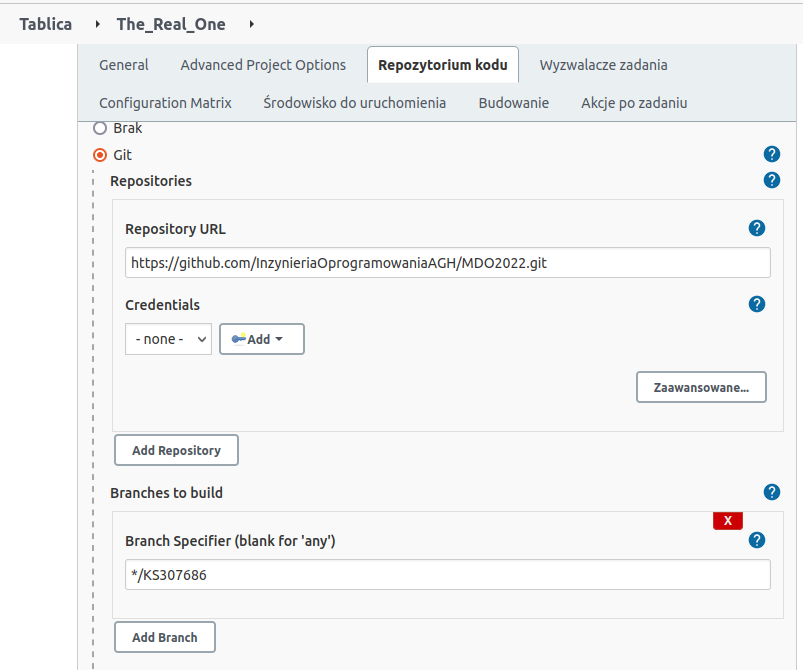 Tablica The_Real_One
General Advanced Project Options Repozytorium kodu Wyzwalacze zadania
Configuration Matrix Środowisko do uruchomienia Budowanie Akcje po zadaniu
Brak
Git ?
Repositories ?
Repository URL ?
https://github.com/InzynieriaOprogramowaniaAGH/MDO2022.git
Credentials ?
- none - Add
Zaawansowane...
Add Repository
Branches to build ?
X
Branch Specifier (blank for 'any') ?
*/KS307686
Add Branch